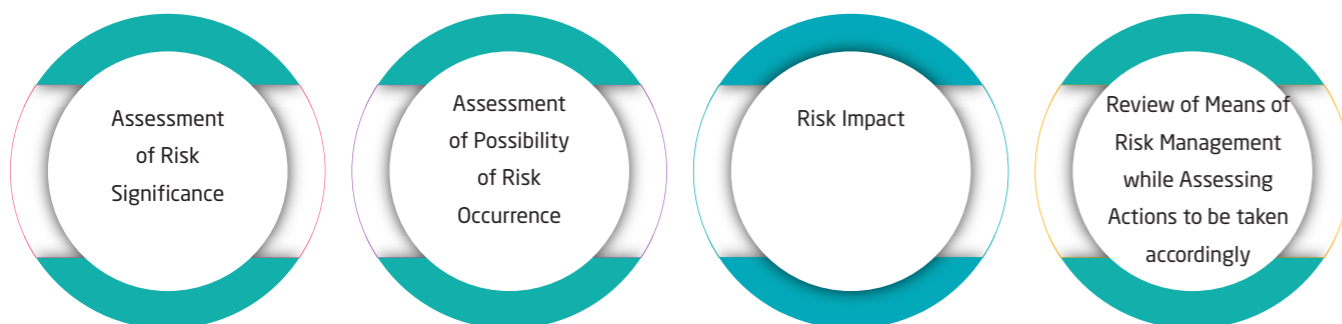 Assessment
of Risk
Significance
Assessment
of Possibility
of Risk
Occurrence
Risk Impact
Review of Means of
Risk Management
while Assessing
Actions to be taken
accordingly